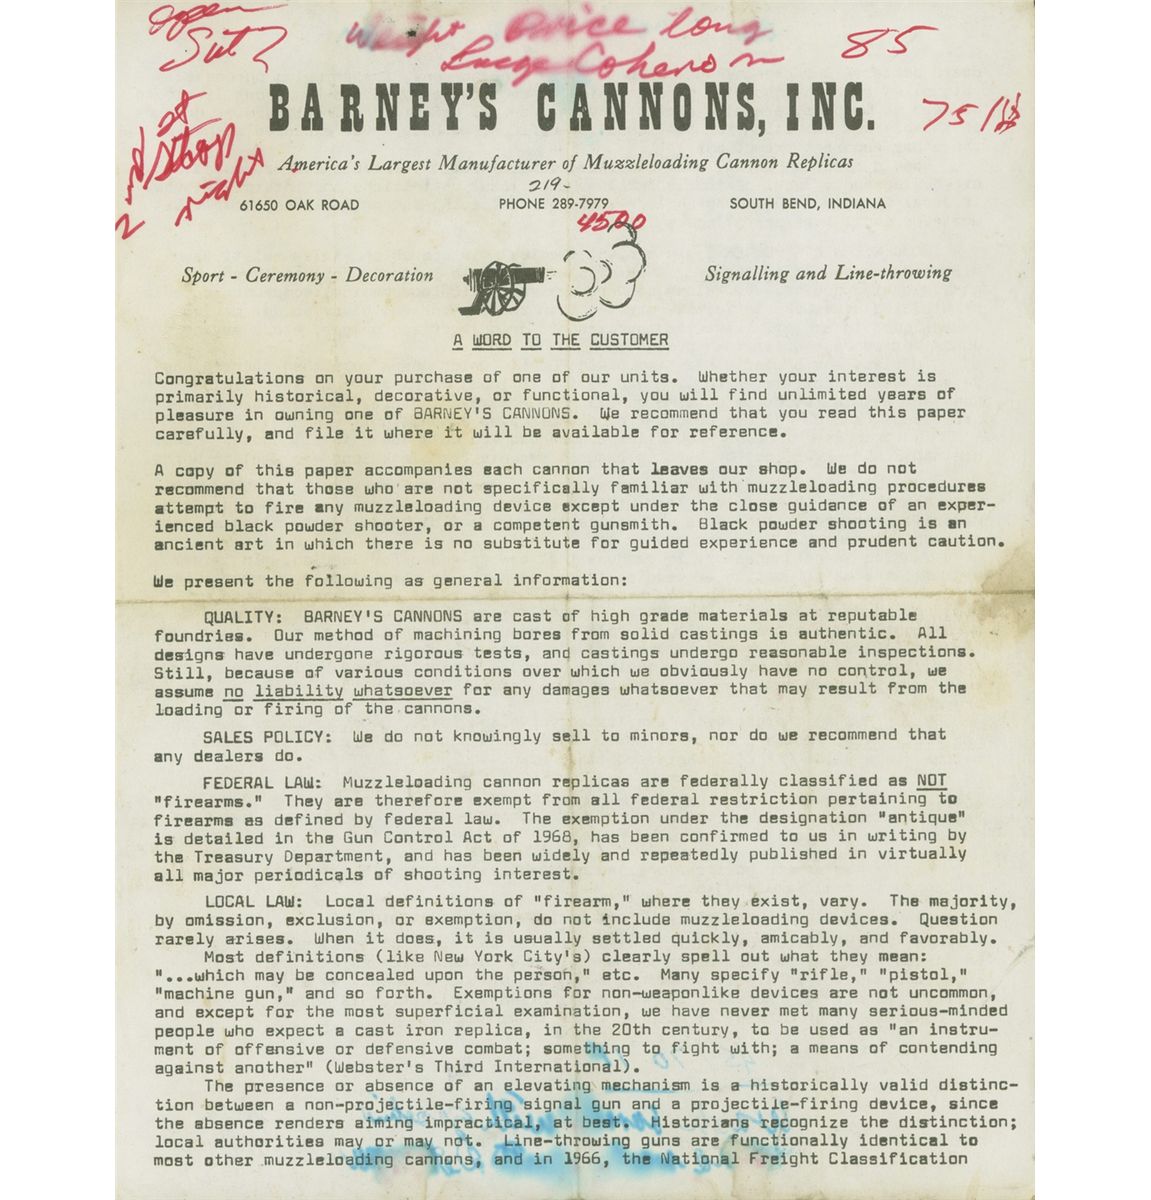 open
Sat
Weight twice long
Large
85
BARNEY'S CANNONS, INC.
75 lb
at
stop
right
2
America's Largest Manufacturer of Muzzleloading Cannon Replicas
219-
61650 OAK ROAD PHONE 289-7979 SOUTH BEND, INDIANA
4500
Sport - Ceremony - Decoration Signalling and Line-throwing
A WORD TO THE CUSTOMER
Congratulations on your purchase of one of our units. Whether your interest is
primarily historical, decorative, or functional, you will find unlimited years of
pleasure in owning one of BARNEY'S CANNONS. We recommend that you read this paper
carefully, and file it where it will be available for reference.
A copy of this paper accompanies each cannon that leaves our shop. We do not
recommend that those who are not specifically familiar with muzzleloading procedures
attempt to fire any muzzleloading device except under the close guidance of an exper-
ienced black powder shooter, or a competent gunsmith. Black powder shooting is an
ancient art in which there is no substitute for guided experience and prudent caution.
We present the following as general information:
QUALITY: BARNEY'S CANNONS are cast of high grade materials at reputable
foundries. Our method of machining bores from solid castings is authentic. All
designs have undergone rigorous tests, and castings undergo reasonable inspections.
Still, because of various conditions over which we obviously have no control, we
assume no liability whatsoever for any damages whatsoever that may result from the
loading or firing of the cannons.
SALES POLICY: We do not knowingly sell to minors, nor do we recommend that
any dealers do.
FEDERAL LAW: Muzzleloading cannon replicas are federally classified as NOT
"firearms." They are therefore exempt from all federal restriction pertaining to
firearms as defined by federal law. The exemption under the designation "antique"
is detailed in the Gun Control Act of 1968, has been confirmed to us in writing by
the Treasury Department, and has been widely and repeatedly published in virtually
all major periodicals of shooting interest.
LOCAL LAW: Local definitions of "firearm," where they exist, vary. The majority,
by omission, exclusion, or exemption, do not include muzzleloading devices. Question
rarely arises. When it does, it is usually settled quickly, amicably, and favorably.
Most definitions (like New York City's) clearly spell out what they mean:
"...which may be concealed upon the person," etc. Many specify "rifle," "pistol,"
"machine gun," and so forth. Exemptions for non-weaponlike devices are not uncommon,
and except for the most superficial examination, we have never met many serious-minded
people who expect a cast iron replica, in the 20th century, to be used as "an instru-
ment of offensive or defensive combat; something to fight with; a means of contending
against another" (Webster's Third International).
The presence or absence of an elevating mechanism is a historically valid distinc-
tion between a non-projectile-firing signal gun and a projectile-firing device, since
the absence renders aiming impractical, at best. Historians recognize the distinction;
local authorities may or may not. Line-throwing guns are functionally identical to
most other muzzleloading cannons, and in 1966, the National Freight Classification